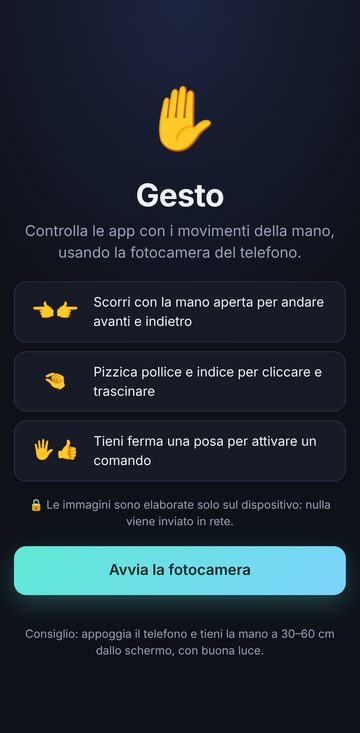 Gesto
Controlla le app con i movimenti della mano,
usando la fotocamera del telefono.
Scorri con la mano aperta per andare
avanti e indietro
Pizzica pollice e indice per cliccare e
trascinare
Tieni ferma una posa per attivare un
comando
🔒 Le immagini sono elaborate solo sul dispositivo: nulla
viene inviato in rete.
Avvia la fotocamera
Consiglio: appoggia il telefono e tieni la mano a 30–60 cm
dallo schermo, con buona luce.